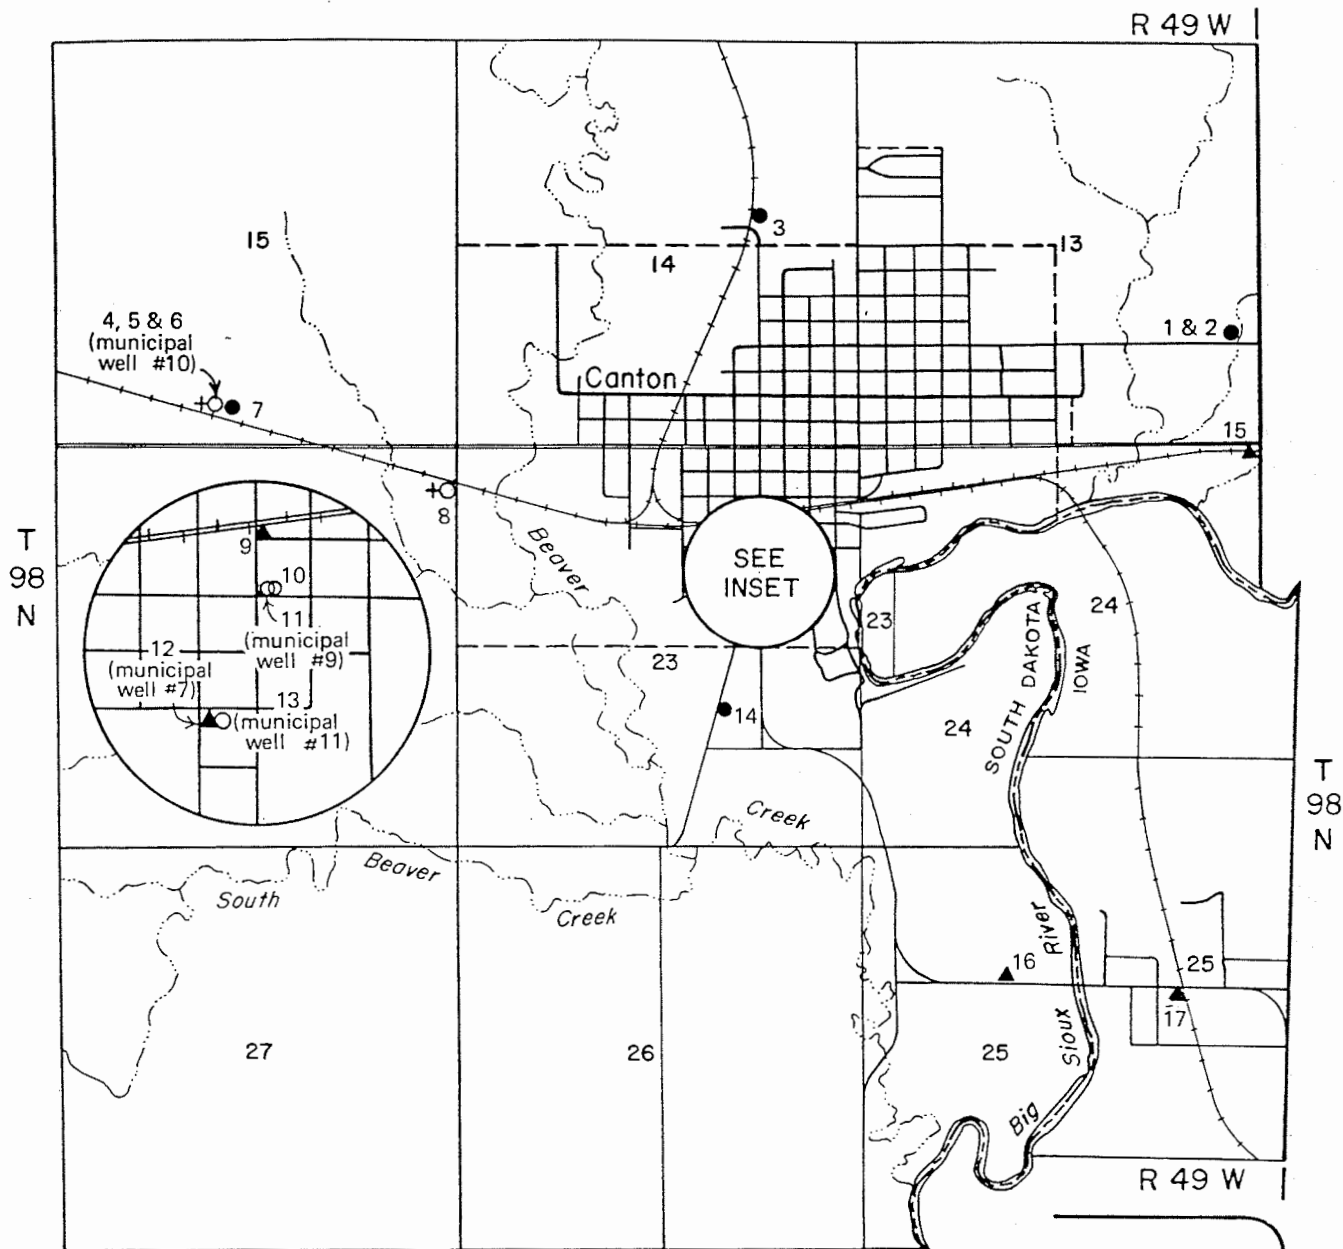 R 49 W
3
15
14
13
4, 5 & 6
(municipal
well #10)
1 & 2
Canton
7
15
8
T
98
N
9
10
11
(municipal
well #9)
12
(municipal
well #7)
13
(municipal
well #11)
Beaver
SEE
INSET
23
24
23
SOUTH DAKOTA
IOWA
14
24
T
98
N
Creek
Beaver
South
Creek
River
16
25
17
27
26
25
Sioux
Big
R 49 W